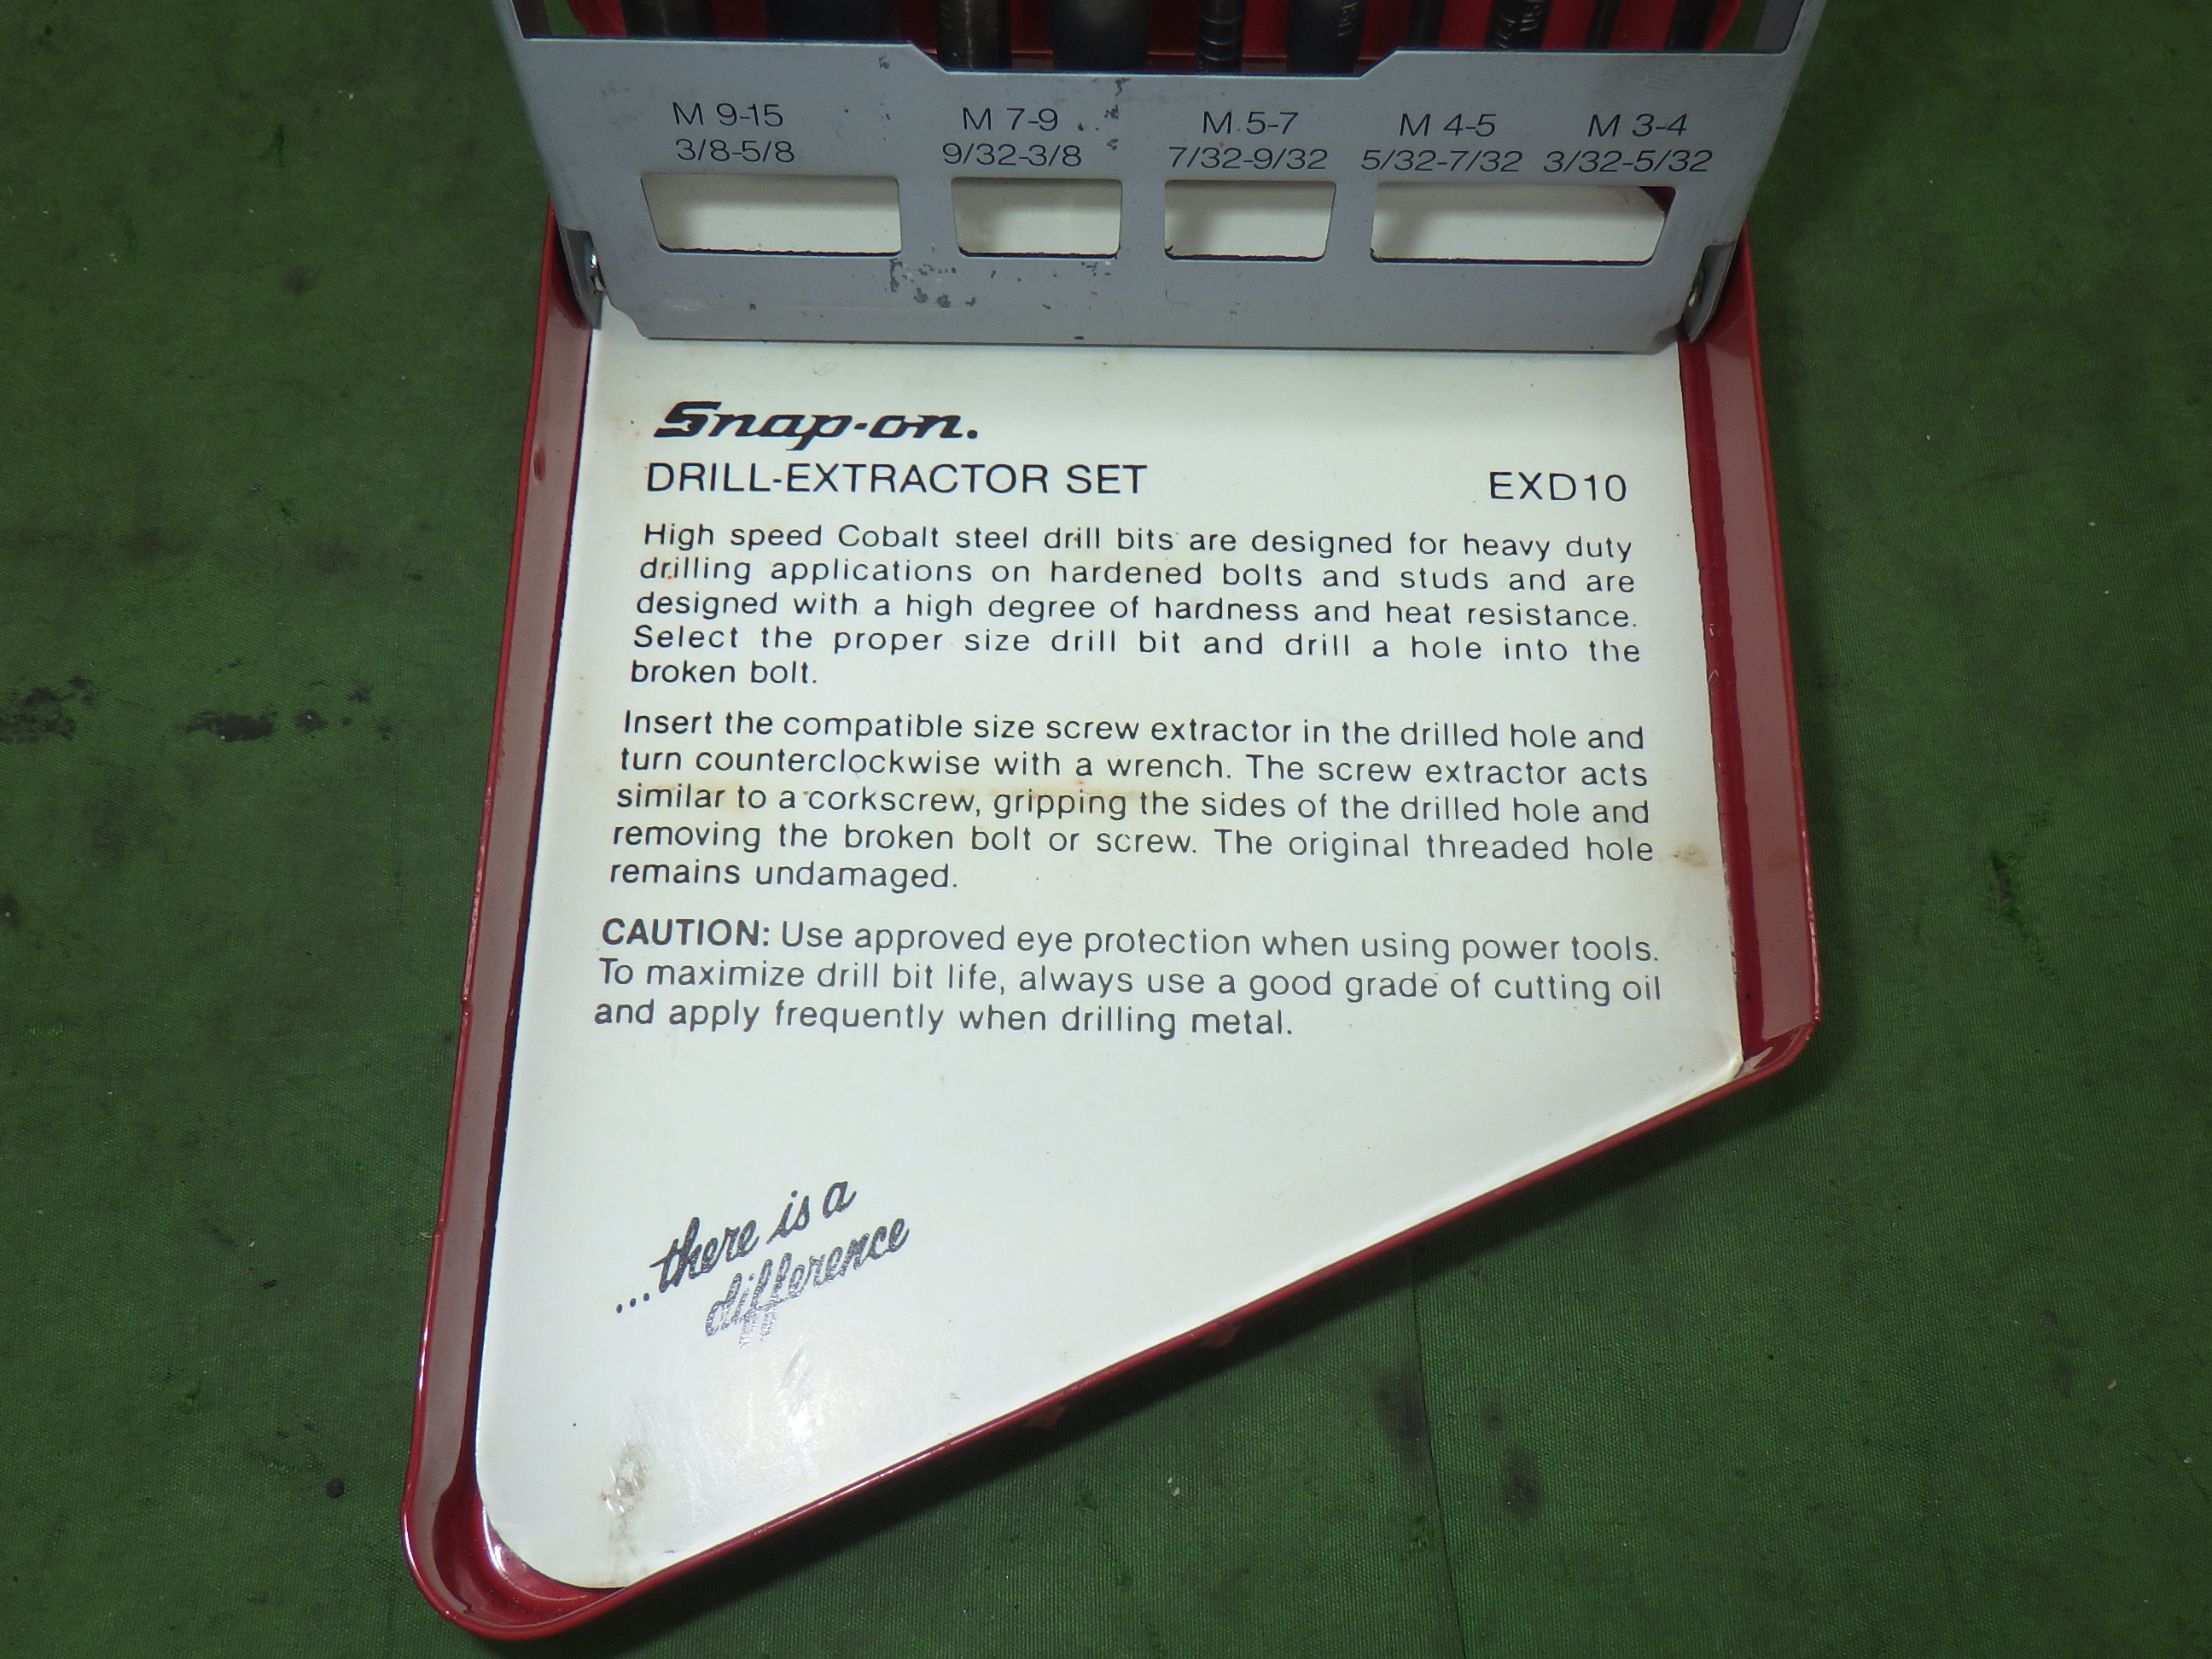 M 9-15 M 7-9 M 5-7 M 4-5 M 3-4
3/8-5/8 9/32-3/8 7/32-9/32 5/32-7/32 3/32-5/32
Snap-on.
DRILL-EXTRACTOR SET EXD10
High speed Cobalt steel drill bits are designed for heavy duty
drilling applications on hardened bolts and studs and are
designed with a high degree of hardness and heat resistance.
Select the proper size drill bit and drill a hole into the
broken bolt.
Insert the compatible size screw extractor in the drilled hole and
turn counterclockwise with a wrench. The screw extractor acts
similar to a corkscrew, gripping the sides of the drilled hole and
removing the broken bolt or screw. The original threaded hole
remains undamaged.
CAUTION: Use approved eye protection when using power tools.
To maximize drill bit life, always use a good grade of cutting oil
and apply frequently when drilling metal.
...there is a
difference